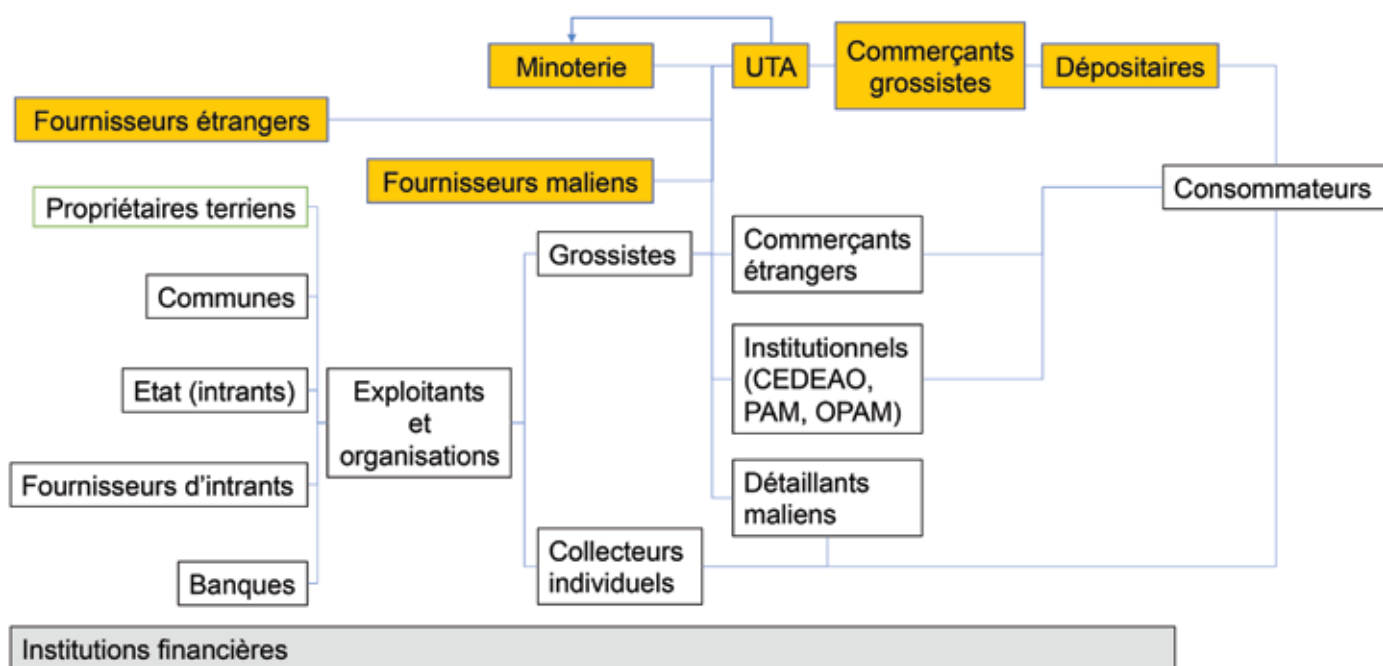 Minoterie
UTA
Commerçants
grossistes
Dépositaires
Fournisseurs étrangers
Fournisseurs maliens
Propriétaires terriens
Consommateurs
Grossistes
Commerçants
étrangers
Communes
Institutionnels
(CEDEAO,
PAM, OPAM)
Etat (intrants)
Exploitants
et
organisations
Fournisseurs d'intrants
Détaillants
maliens
Collecteurs
individuels
Banques
Institutions financières